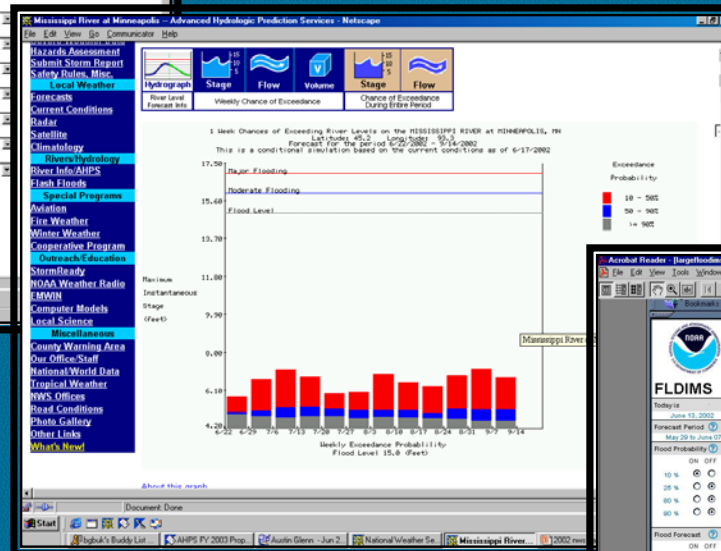 Mississippi River at Minneapolis -- Advanced Hydrologic Prediction Services - Netscape
File Edit View Go Communicator Help
Hazards Assessment
Submit Storm Report
Safety Rules, Misc.
Local Weather
Forecasts
Current Conditions
Radar
Satellite
Climatology
Rivers/Hydrology
River Info/AHPS
Flash Floods
Special Programs
Aviation
Fire Weather
Winter Weather
Cooperative Program
Outreach/Education
StormReady
NOAA Weather Radio
EMWIN
Computer Models
Local Science
Miscellaneous
County Warning Area
Our Office/Staff
National/World Data
Tropical Weather
NWS Offices
Road Conditions
Photo Gallery
Other Links
What's New!
Hydrograph Stage Flow Volume Stage Flow
River Level Forecast Info
Weekly Chance of Exceedance
Chance of Exceedance During Entire Period
1 Week Chances of Exceeding River Levels on the MISSISSIPPI RIVER at MINNEAPOLIS, MN
Latitude: 45.2 Longitude: 93.3
Forecast for the period 6/22/2002 - 9/14/2002
This is a conditional simulation based on the current conditions as of 6/17/2002
17.50
Major Flooding
Moderate Flooding
15.60
Flood Level
13.70
11.80
9.90
8.00
6.10
4.20
Maximum
Instantaneous
Stage
(Feet)
Exceedance
Probability
10 - 50%
50 - 90%
>= 90%
6/22 6/29 7/6 7/13 7/20 7/27 8/3 8/10 8/17 8/24 8/31 9/7 9/14
Weekly Exceedance Probability
Flood Level 15.0 (Feet)
Mississippi River
About this graph
Document: Done
Start
bgbuk's Buddy List ...
AHPS FY 2003 Prop...
Austin Glenn - Jun 2...
National Weather Se...
Mississippi River...
2002 nws
Acrobat Reader - [largefloodim
File Edit View Tools Window
Bookmarks
NOAA
FLDIMS
Today is
June 13, 2002
Forecast Period
May 29 to June 07
Flood Probability
ON OFF
10 %
25 %
50 %
90 %
Flood Forecast
ON OFF